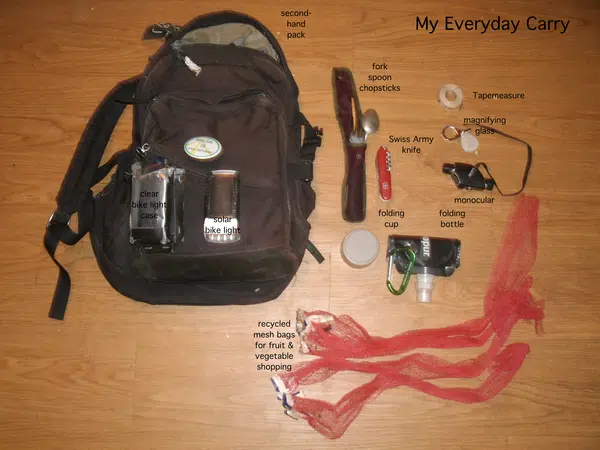 My Everyday Carry
second-
hand
pack
fork
spoon
chopsticks
Tapemeasure
magnifying
glass
Swiss Army
knife
clear
bike light
case
solar
bike light
monocular
folding
cup
folding
bottle
recycled
mesh bags
for fruit &
vegetable
shopping